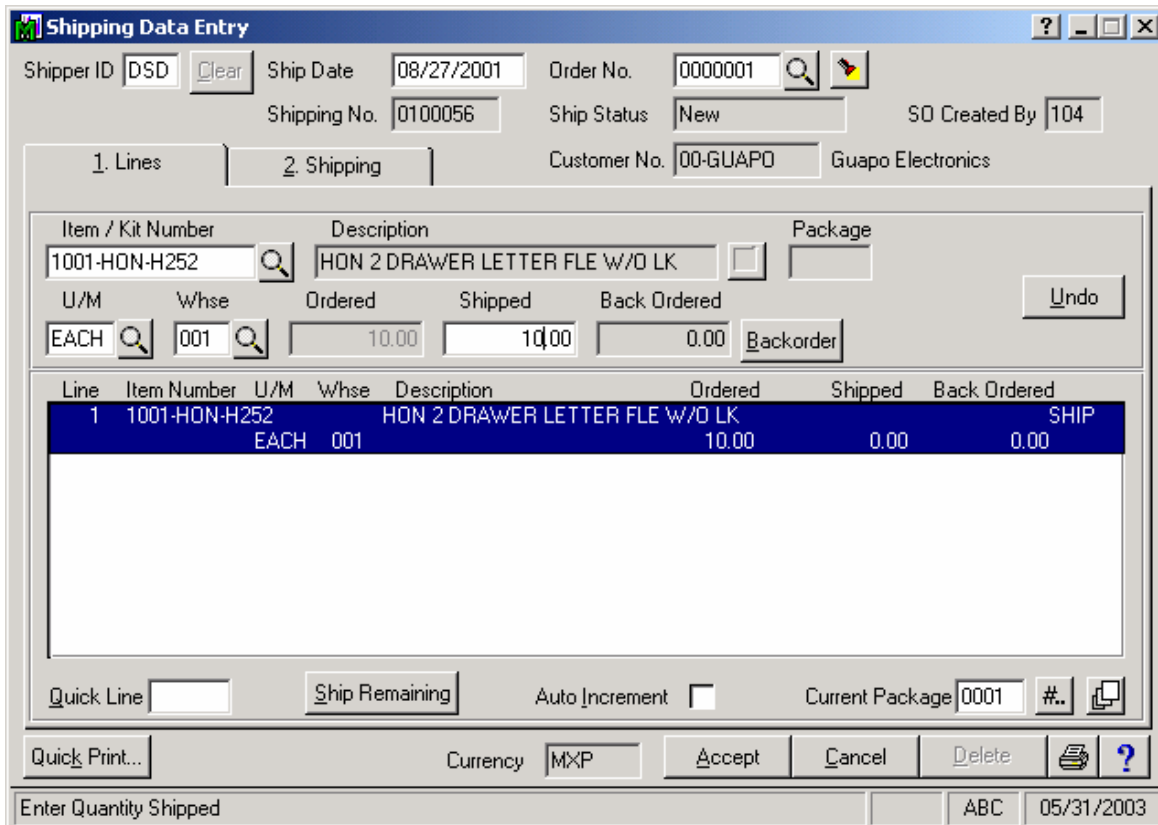 Shipping Data Entry
Shipper ID DSD Clear Ship Date 08/27/2001 Order No. 0000001
Shipping No. 0100056 Ship Status New SO Created By 104
1. Lines 2. Shipping Customer No. 00-GUAPO Guapo Electronics
Item / Kit Number Description Package
1001-HON-H252 HON 2 DRAWER LETTER FLE W/O LK
U/M Whse Ordered Shipped Back Ordered Undo
EACH 001 10.00 10.00 0.00 Backorder
Line Item Number U/M Whse Description Ordered Shipped Back Ordered
1 1001-HON-H252 HON 2 DRAWER LETTER FLE W/O LK SHIP
EACH 001 10.00 0.00 0.00
Quick Line Ship Remaining Auto Increment Current Package 0001 #..
Quick Print... Currency MXP Accept Cancel Delete ?
Enter Quantity Shipped ABC 05/31/2003